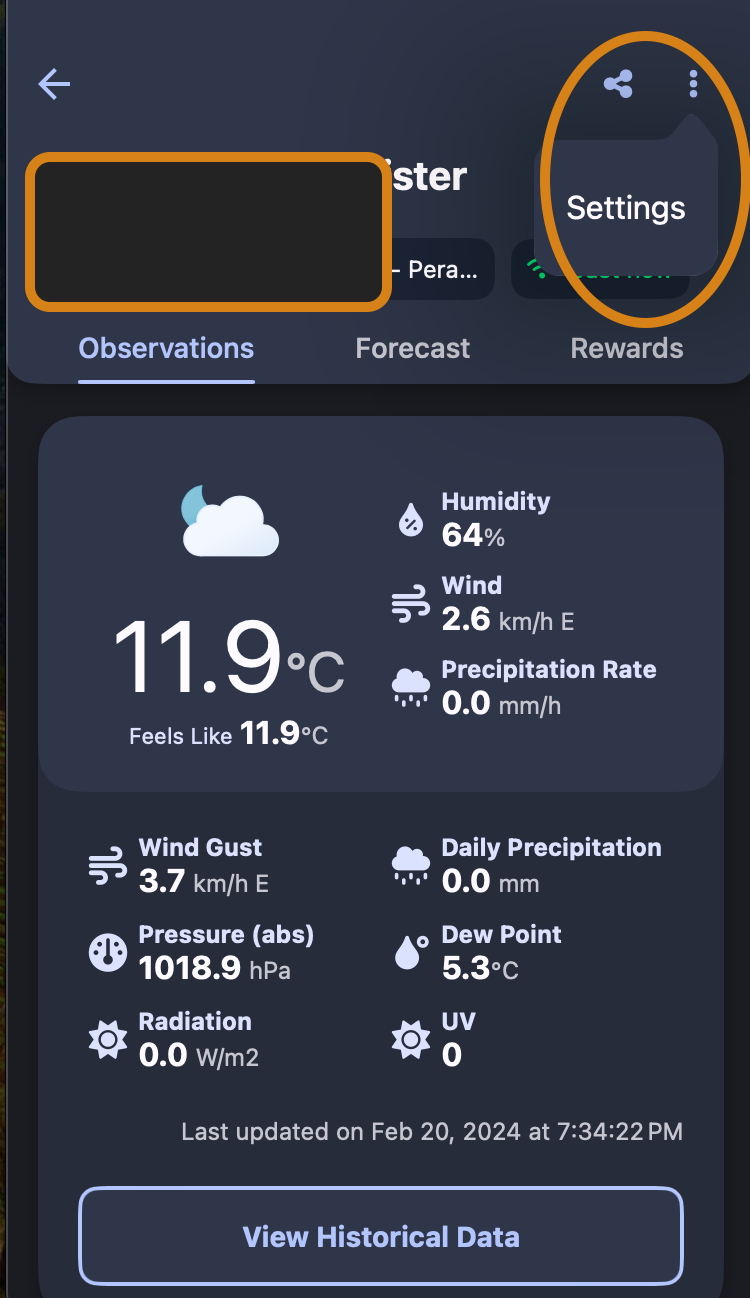 ister
Settings
- Pera...
Observations
Forecast
Rewards
Humidity
64%
Wind
2.6 km/h E
Precipitation Rate
0.0 mm/h
11.9°C
Feels Like 11.9°C
Wind Gust
3.7 km/h E
Daily Precipitation
0.0 mm
Pressure (abs)
1018.9 hPa
Dew Point
5.3°C
Radiation
0.0 W/m2
UV
0
Last updated on Feb 20, 2024 at 7:34:22 PM
View Historical Data